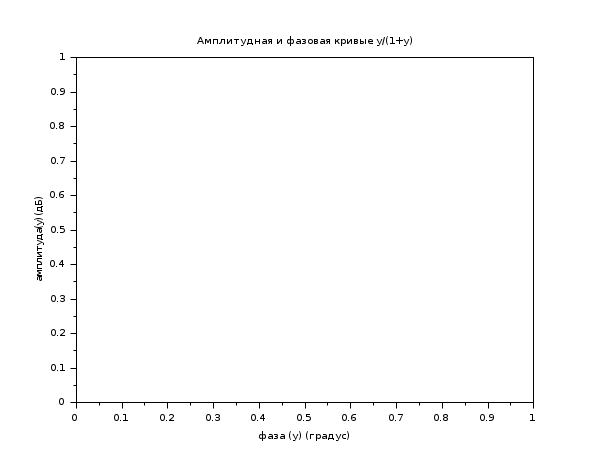 Амплитудная и фазовая кривые y/(1+y)
1
0.9
0.8
0.7
0.6
0.5
0.4
0.3
0.2
0.1
0
амплитуда(y) (дБ)
0 0.1 0.2 0.3 0.4 0.5 0.6 0.7 0.8 0.9 1
фаза (y) (градус)